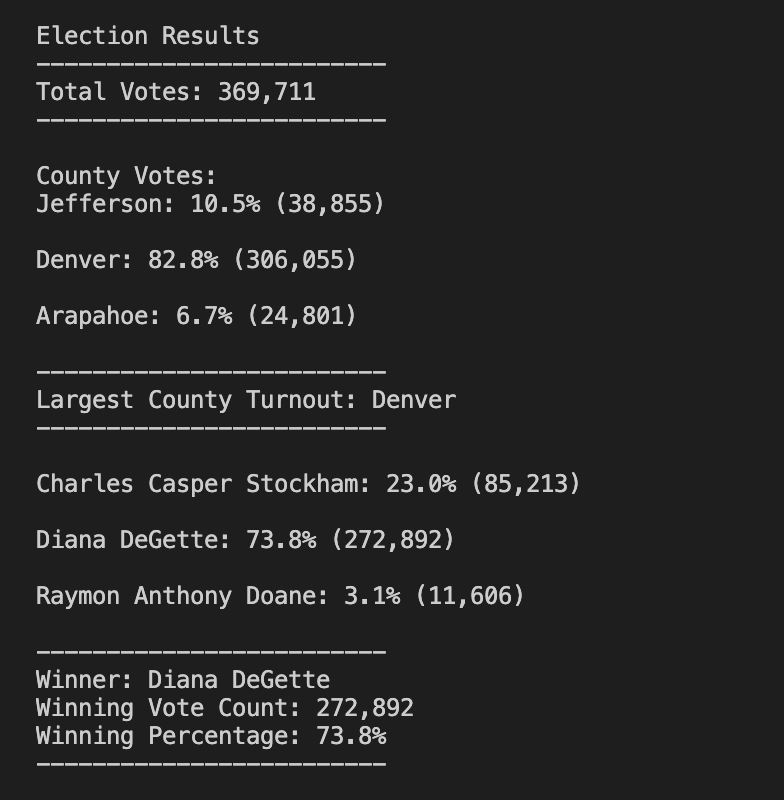 Election Results
-------------------------
Total Votes: 369,711
-------------------------
County Votes:
Jefferson: 10.5% (38,855)
Denver: 82.8% (306,055)
Arapahoe: 6.7% (24,801)
-------------------------
Largest County Turnout: Denver
-------------------------
Charles Casper Stockham: 23.0% (85,213)
Diana DeGette: 73.8% (272,892)
Raymon Anthony Doane: 3.1% (11,606)
-------------------------
Winner: Diana DeGette
Winning Vote Count: 272,892
Winning Percentage: 73.8%
-------------------------